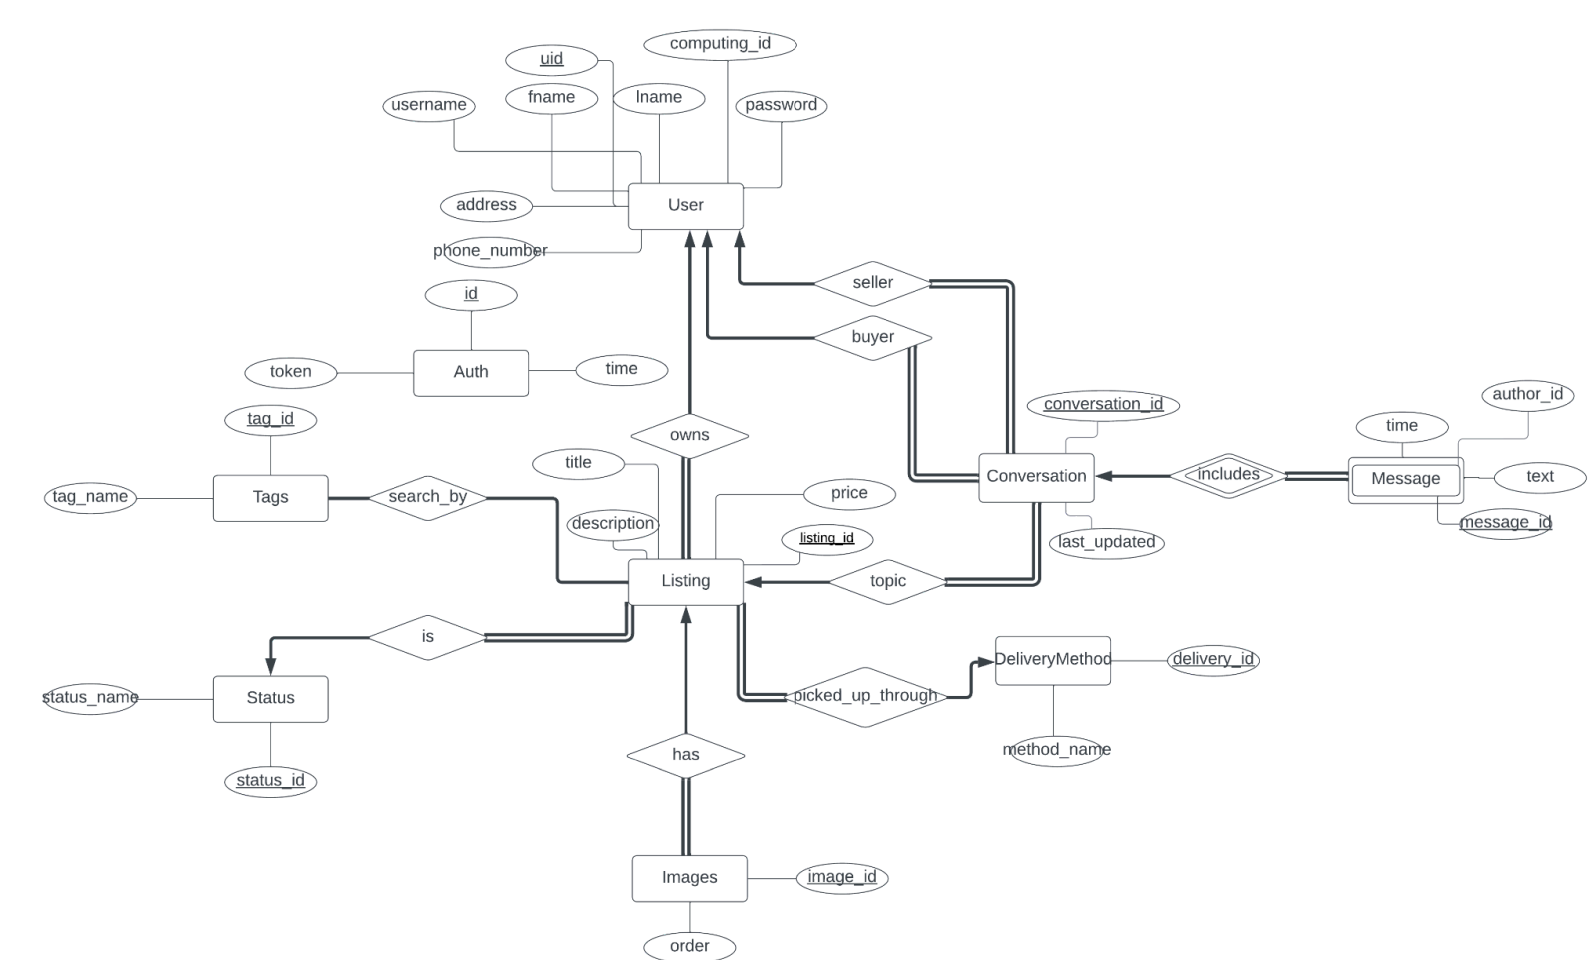 computing_id
uid
fname
lname
username
password
address
User
phone_number
seller
id
buyer
token
Auth
time
tag_id
conversation_id
author_id
time
owns
title
Tags
tag_name
search_by
Conversation
includes
Message
text
price
description
listing_id
message_id
last_updated
Listing
topic
is
DeliveryMethod
delivery_id
status_name
Status
picked_up_through
has
method_name
status_id
Images
image_id
order